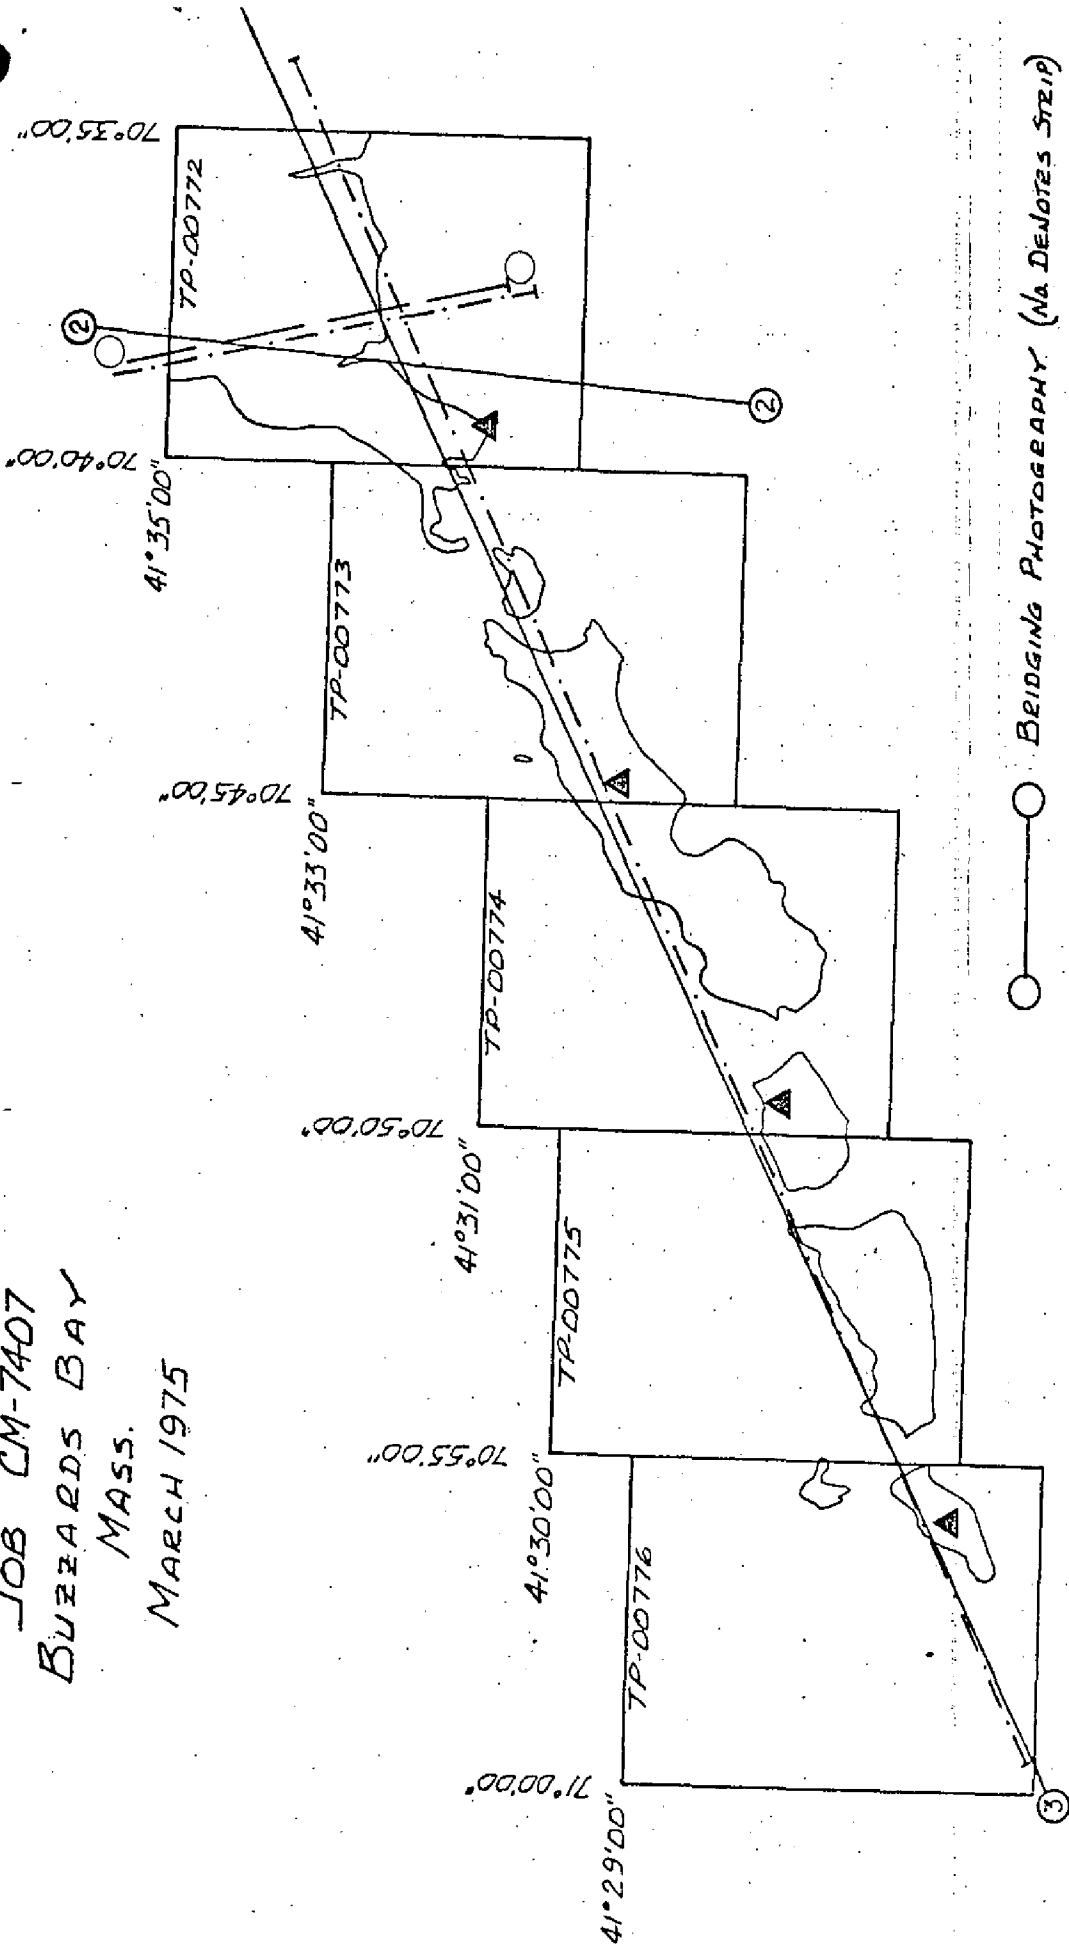 JOB CM-7407
BUZZARDS BAY
MASS.
MARCH 1975
71°00'00"
41°29'00"
TP-00776
70°55'00"
41°30'00"
TP-00775
70°50'00"
41°31'00"
TP-00774
70°45'00"
41°33'00"
TP-00773
70°40'00"
41°35'00"
TP-00772
70°35'00"
2
2
3
BRIDGING PHOTOGRAPHY (No. DENOTES STRIP)